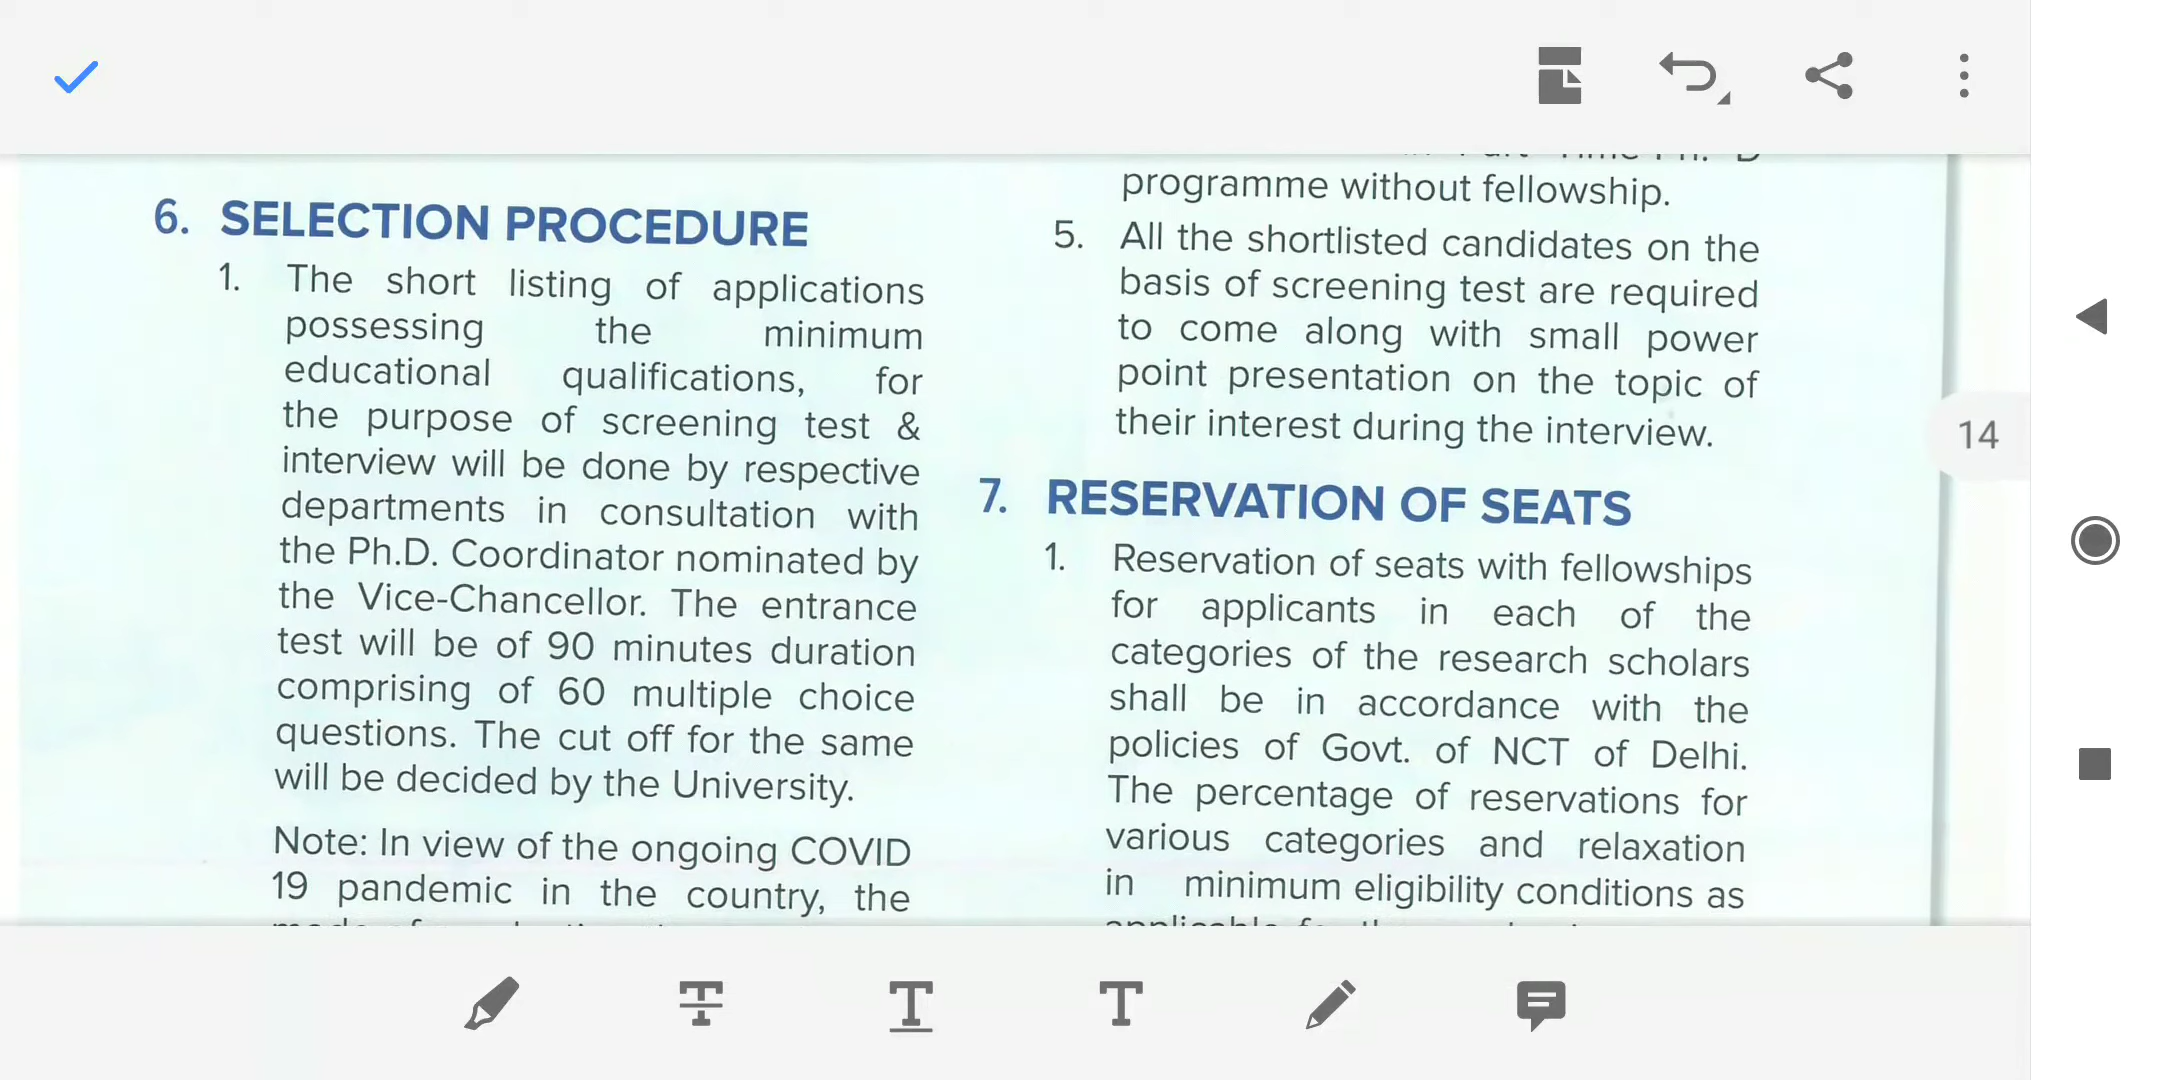 6. SELECTION PROCEDURE
1. The short listing of applications
possessing the minimum
educational qualifications, for
the purpose of screening test &
interview will be done by respective
departments in consultation with
the Ph.D. Coordinator nominated by
the Vice-Chancellor. The entrance
test will be of 90 minutes duration
comprising of 60 multiple choice
questions. The cut off for the same
will be decided by the University.
Note: In view of the ongoing COVID
19 pandemic in the country, the
programme without fellowship.
5. All the shortlisted candidates on the
basis of screening test are required
to come along with small power
point presentation on the topic of
their interest during the interview.
7. RESERVATION OF SEATS
1. Reservation of seats with fellowships
for applicants in each of the
categories of the research scholars
shall be in accordance with the
policies of Govt. of NCT of Delhi.
The percentage of reservations for
various categories and relaxation
in minimum eligibility conditions as
14